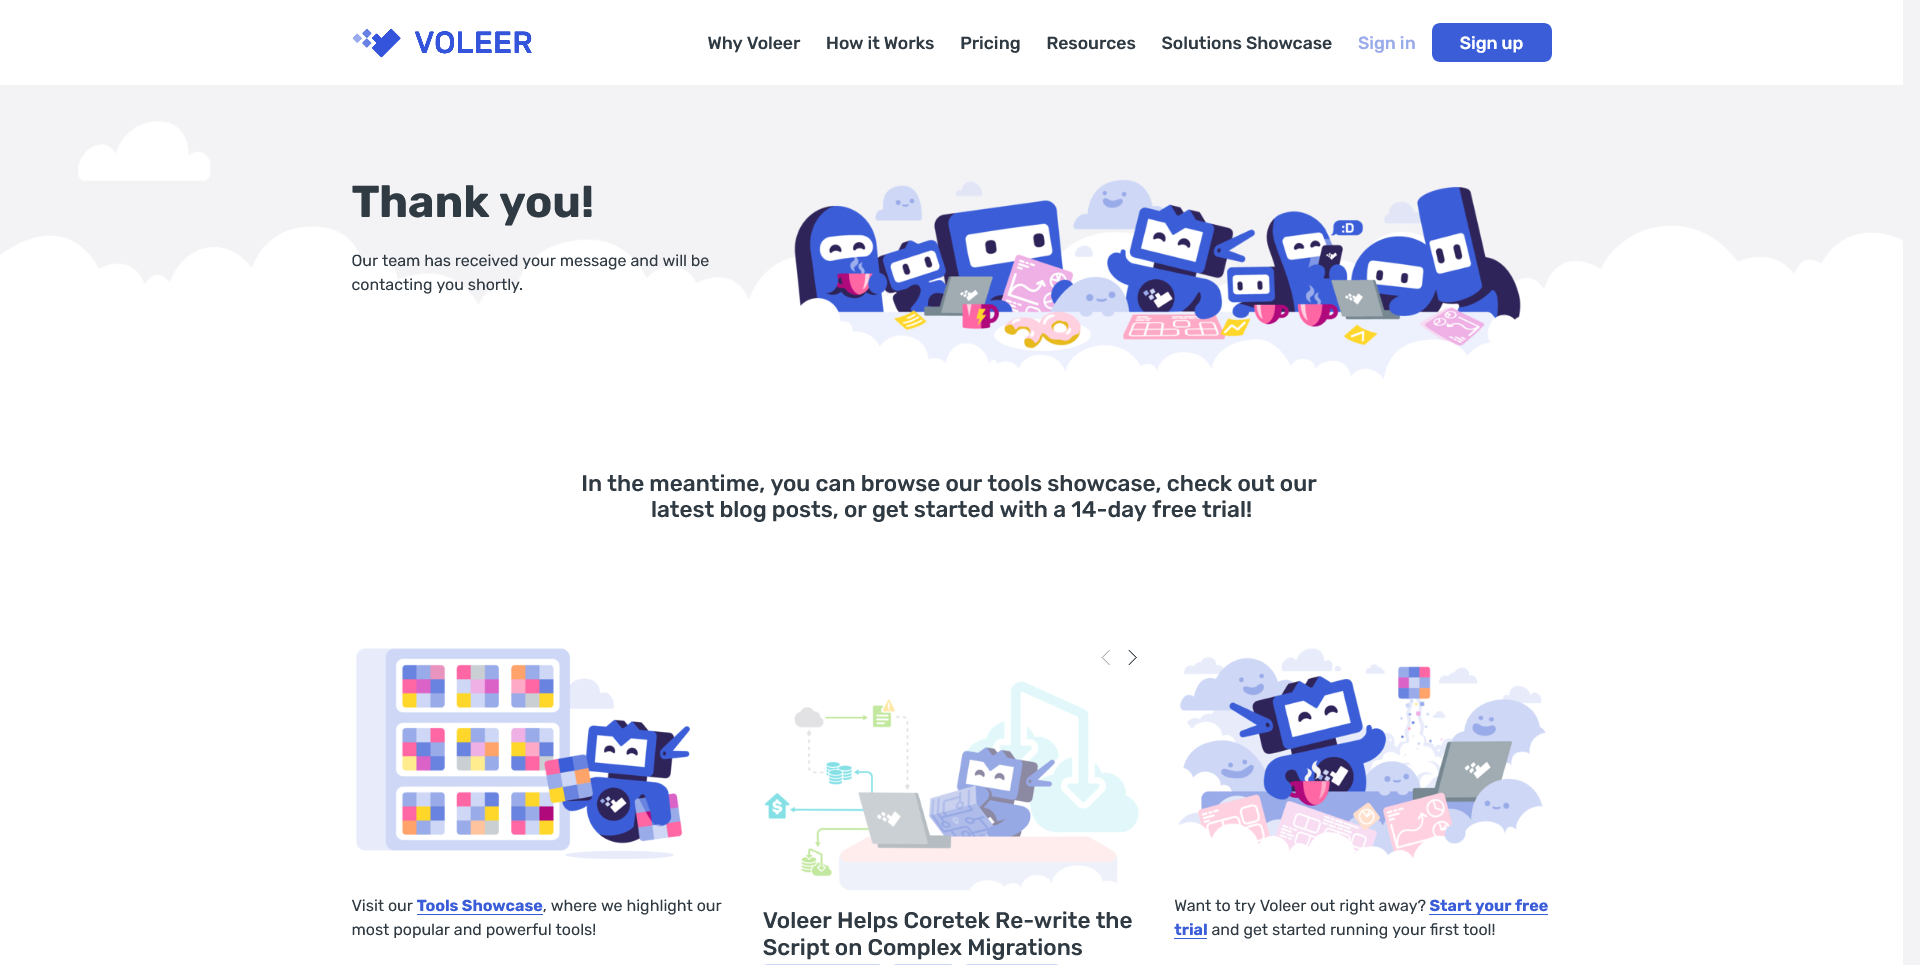 VOLEER
Why Voleer
How it Works
Pricing
Resources
Solutions Showcase
Sign in
Sign up
Thank you!
Our team has received your message and will be
contacting you shortly.
:D
In the meantime, you can browse our tools showcase, check out our
latest blog posts, or get started with a 14-day free trial!
Visit our Tools Showcase, where we highlight our
most popular and powerful tools!
$
Voleer Helps Coretek Re-write the
Script on Complex Migrations
Want to try Voleer out right away? Start your free
trial and get started running your first tool!